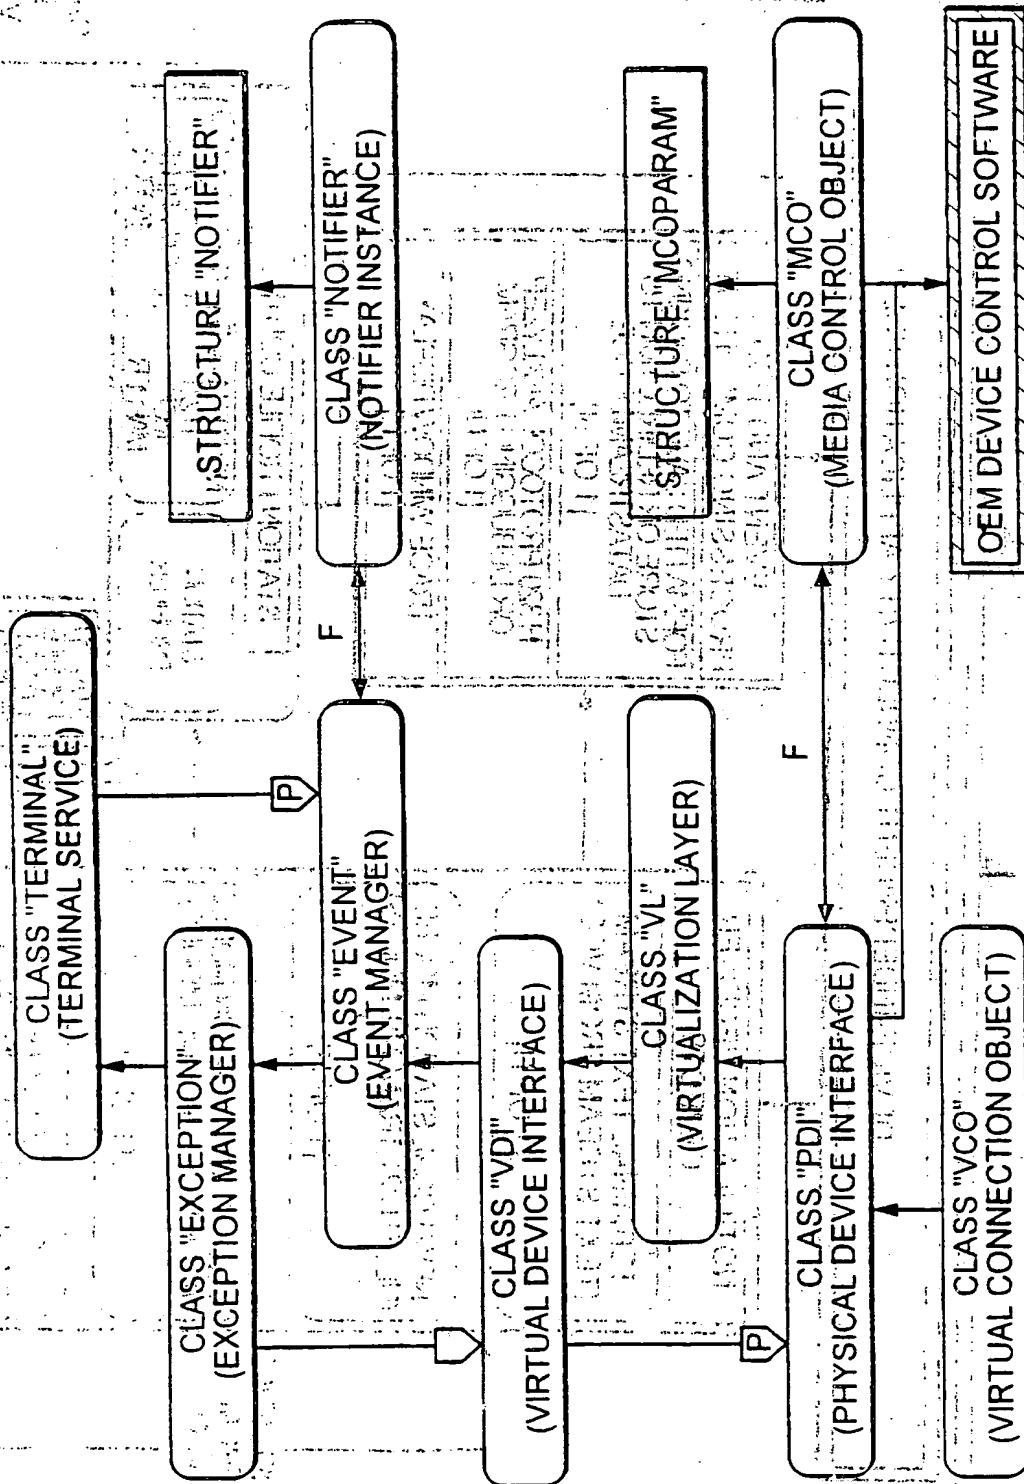 CLASS "TERMINAL"
(TERMINAL SERVICE)
CLASS "EXCEPTION"
(EXCEPTION MANAGER)
STRUCTURE "NOTIFIER"
P
CLASS "EVENT"
(EVENT MANAGER)
F
CLASS "NOTIFIER"
(NOTIFIER INSTANCE)
CLASS "VDI"
(VIRTUAL DEVICE INTERFACE)
CLASS "VL"
(VIRTUALIZATION LAYER)
STRUCTURE "MCOPARAM"
P
CLASS "PDI"
(PHYSICAL DEVICE INTERFACE)
F
CLASS "MCO"
(MEDIA CONTROL OBJECT)
CLASS "VCO"
(VIRTUAL CONNECTION OBJECT)
OEM DEVICE CONTROL SOFTWARE